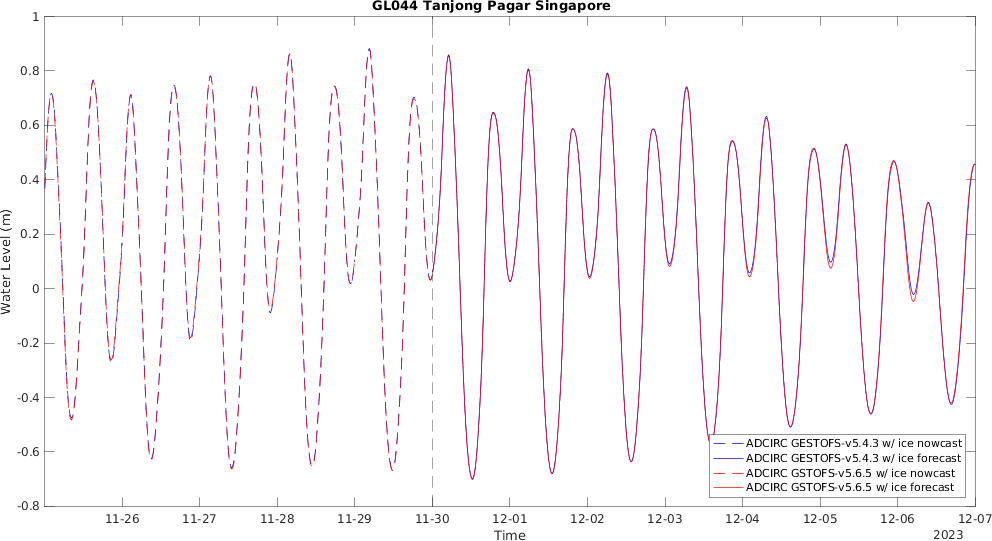 GL044 Tanjong Pagar Singapore
1
0.8
0.6
0.4
0.2
0
-0.2
-0.4
-0.6
-0.8
Water Level (m)
11-26 11-27 11-28 11-29 11-30 12-01 12-02 12-03 12-04 12-05 12-06 12-07
Time
2023
ADCIRC GESTOFS-v5.4.3 w/ ice nowcast
ADCIRC GESTOFS-v5.4.3 w/ ice forecast
ADCIRC GSTOFS-v5.6.5 w/ ice nowcast
ADCIRC GSTOFS-v5.6.5 w/ ice forecast